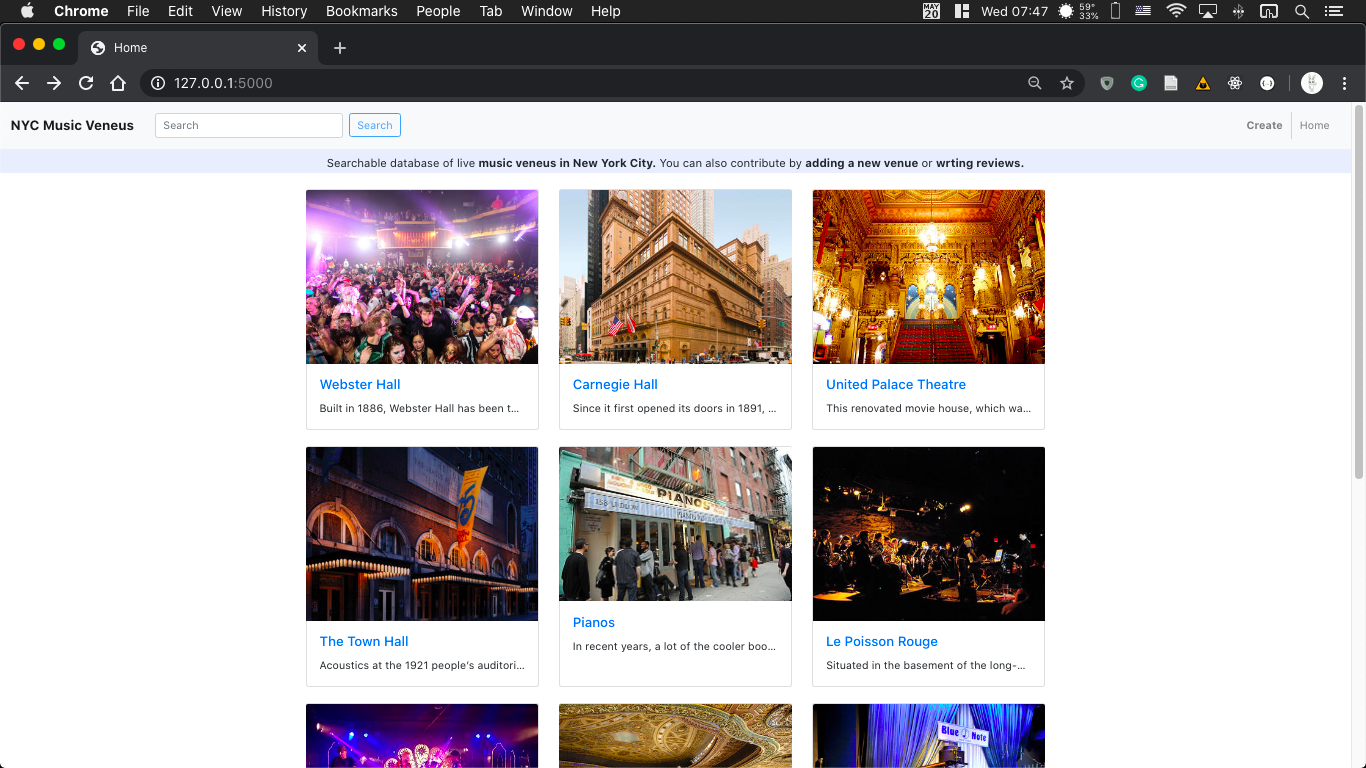 Chrome File Edit View History Bookmarks People Tab Window Help MAY 20 Wed 07:47 59° 33%
Home
127.0.0.1:5000
NYC Music Veneus Search Search Create Home
Searchable database of live music veneus in New York City. You can also contribute by adding a new venue or wrting reviews.
Webster Hall Carnegie Hall United Palace Theatre
Built in 1886, Webster Hall has been t... Since it first opened its doors in 1891, ... This renovated movie house, which wa...
PIANOS
158 LUDLOW
The Town Hall Pianos Le Poisson Rouge
Acoustics at the 1921 people's auditori... In recent years, a lot of the cooler boo... Situated in the basement of the long-...
Blue Note